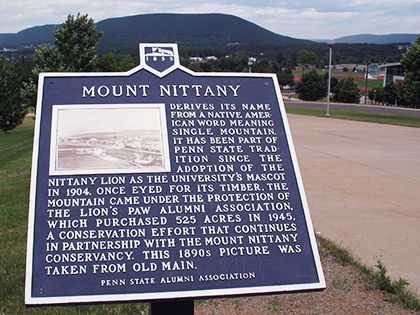 1855
MOUNT NITTANY
DERIVES ITS NAME
FROM A NATIVE AMER-
ICAN WORD MEANING
SINGLE MOUNTAIN.
IT HAS BEEN PART OF
PENN STATE TRAD-
ITION SINCE THE
ADOPTION OF THE
NITTANY LION AS THE UNIVERSITY'S MASCOT
IN 1904. ONCE EYED FOR ITS TIMBER, THE
MOUNTAIN CAME UNDER THE PROTECTION OF
THE LION'S PAW ALUMNI ASSOCIATION,
WHICH PURCHASED 525 ACRES IN 1945,
A CONSERVATION EFFORT THAT CONTINUES
IN PARTNERSHIP WITH THE MOUNT NITTANY
CONSERVANCY. THIS 1890s PICTURE WAS
TAKEN FROM OLD MAIN.
PENN STATE ALUMNI ASSOCIATION